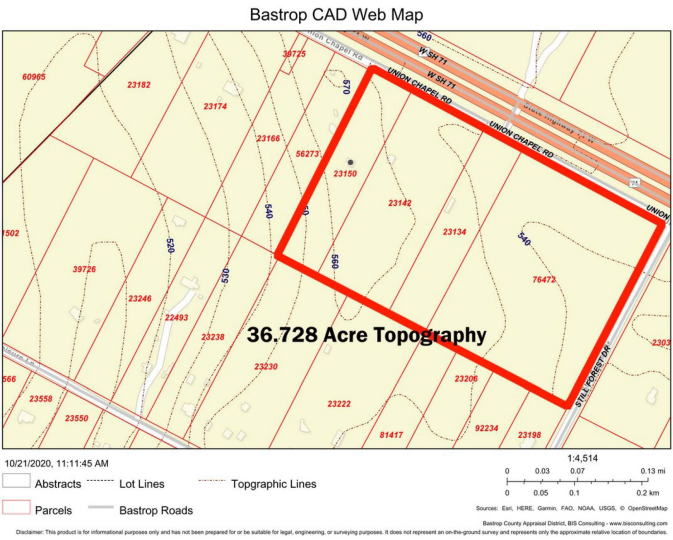 Bastrop CAD Web Map
560
39725
Union Chapel Rd
W SH 71
60965
23182
570
W SH 71
UNION CHAPEL RD
23174
State Highway 71 W
23166
UNION CHAPEL RD
56273
23150
71
540
23142
UNION
1502
23134
540
520
560
39726
530
76472
23246
22493
23238
36.728 Acre Topography
2303
STILL FOREST DR
566
23230
23206
23558
23222
23550
92234
81417
23198
10/21/2020, 11:11:45 AM
1:4,514
0 0.03 0.07 0.13 mi
Abstracts Lot Lines Topgraphic Lines
0 0.05 0.1 0.2 km
Parcels Bastrop Roads
Sources: Esri, HERE, Garmin, FAO, NOAA, USGS, © OpenStreetMap
Bastrop County Appraisal District, BIS Consulting - www.bisconsulting.com
Disclaimer: This product is for informational purposes only and has not been prepared for or be suitable for legal, engineering, or surveying purposes. It does not represent an on-the-ground survey and represents only the approximate relative location of boundaries.